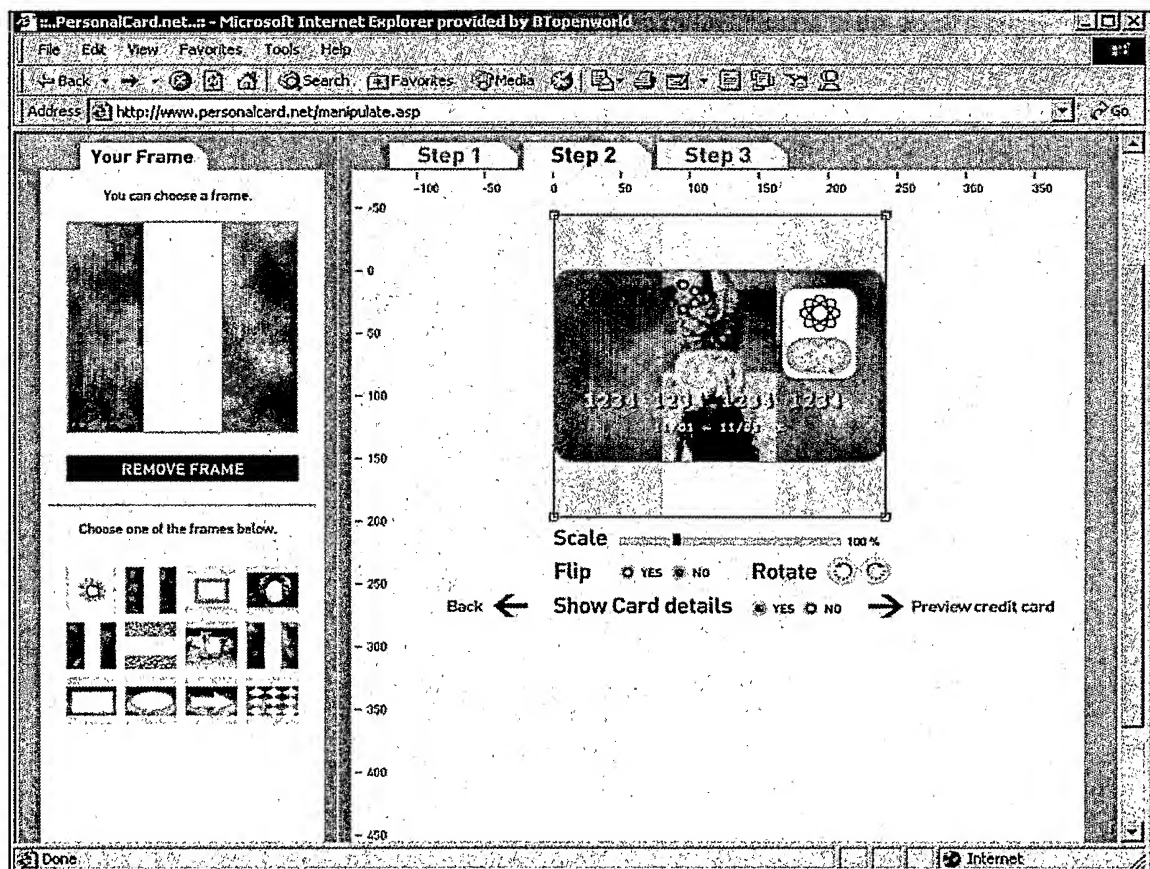 ::..PersonalCard.net..:: - Microsoft Internet Explorer provided by BTopenworld
File Edit View Favorites Tools Help
Back Search Favorites Media
Address http://www.personalcard.net/manipulate.asp Go
Your Frame
Step 1 Step 2 Step 3
You can choose a frame.
-100 -50 0 50 100 150 200 250 300 350
-50
0
50
100
150
200
250
300
350
400
450
1234 1234 1234 1234
REMOVE FRAME
Choose one of the frames below.
Scale 100 %
Flip YES NO Rotate
Back Show Card details YES NO Preview credit card
Done Internet